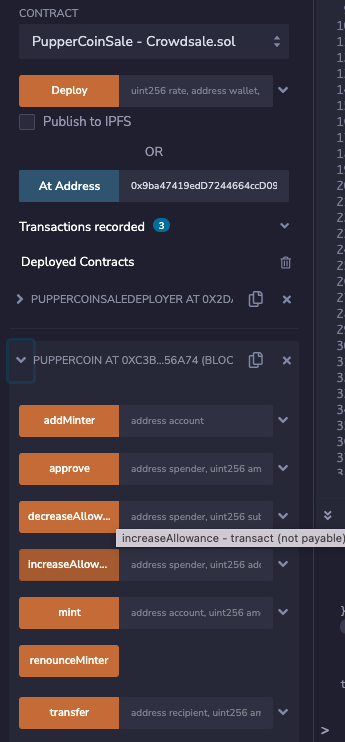 CONTRACT
PupperCoinSale - Crowdsale.sol
Deploy
uint256 rate, address wallet,
Publish to IPFS
OR
At Address
0x9ba47419edD7244664ccD09
Transactions recorded
3
Deployed Contracts
PUPPERCOINSALEDEPLOYER AT 0X2DA
PUPPERCOIN AT 0XC3B...56A74 (BLOC
addMinter
address account
approve
address spender, uint256 am
decreaseAllow...
address spender, uint256 sub
increaseAllowance - transact (not payable)
increaseAllow...
address spender, uint256 add
mint
address account, uint256 am
renounceMinter
transfer
address recipient, uint256 am
}
t
>